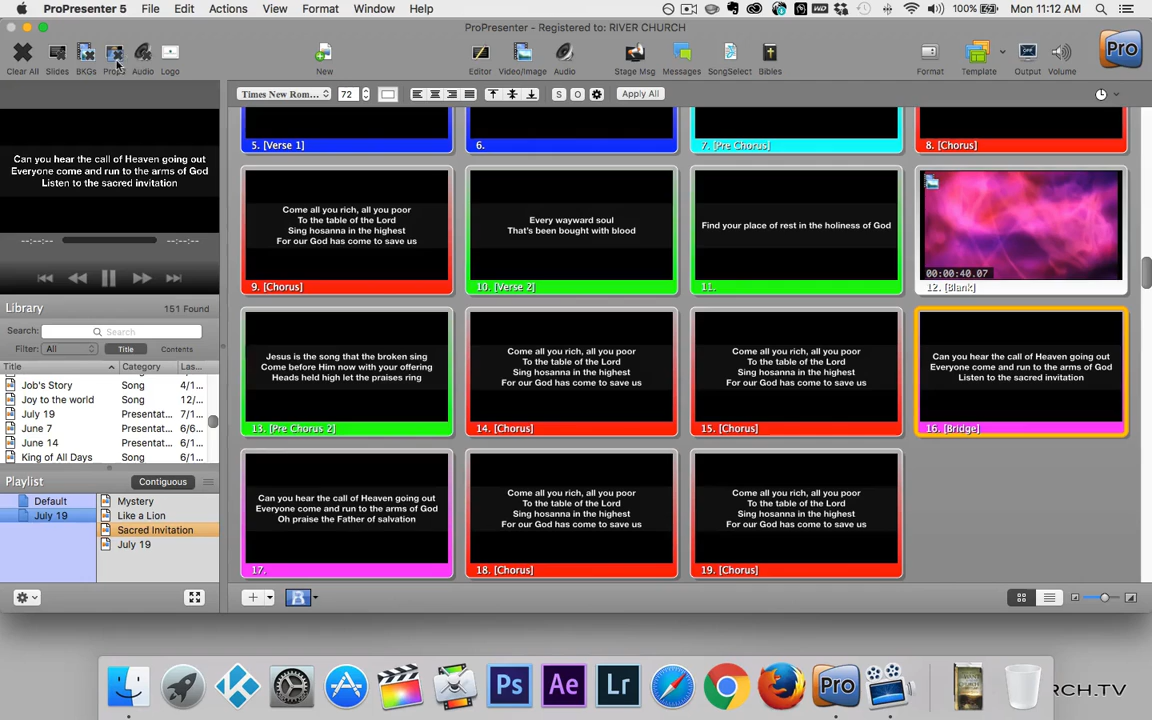 ProPresenter 5 File Edit Actions View Format Window Help 100% Mon 11:12 AM
ProPresenter - Registered to: RIVER CHURCH
Clear All Slides BKGs Props Audio Logo New Editor Video/Image Audio Stage Msg Messages SongSelect Bibles Format Template Output Volume Pro
Times New Rom... 72 S O Apply All
5. [Verse 1] 6. 7. [Pre Chorus] 8. [Chorus]
Can you hear the call of Heaven going out
Everyone come and run to the arms of God
Listen to the sacred invitation
--:--:-- --:--:--
Library 151 Found
Search: Search
Filter: All Title Contents
Title Category Las...
Job's Story Song 4/1...
Joy to the world Song 12/...
July 19 Presentat... 7/1...
June 7 Presentat... 6/6...
June 14 Presentat...
King of All Days Song 6/1...
Playlist Contiguous
Default
July 19
Mystery
Like a Lion
Sacred Invitation
July 19
Come all you rich, all you poor
To the table of the Lord
Sing hosanna in the highest
For our God has come to save us
9. [Chorus]
Every wayward soul
That's been bought with blood
10. [Verse 2]
Find your place of rest in the holiness of God
11.
00:00:40.07
12. [Blank]
Jesus is the song that the broken sing
Come before Him now with your offering
Heads held high let the praises ring
13. [Pre Chorus 2]
Come all you rich, all you poor
To the table of the Lord
Sing hosanna in the highest
For our God has come to save us
14. [Chorus]
Come all you rich, all you poor
To the table of the Lord
Sing hosanna in the highest
For our God has come to save us
15. [Chorus]
Can you hear the call of Heaven going out
Everyone come and run to the arms of God
Listen to the sacred invitation
16. [Bridge]
Can you hear the call of Heaven going out
Everyone come and run to the arms of God
Oh praise the Father of salvation
17.
Come all you rich, all you poor
To the table of the Lord
Sing hosanna in the highest
For our God has come to save us
18. [Chorus]
Come all you rich, all you poor
To the table of the Lord
Sing hosanna in the highest
For our God has come to save us
19. [Chorus]
Ps Ae Lr Pro
RCH.TV